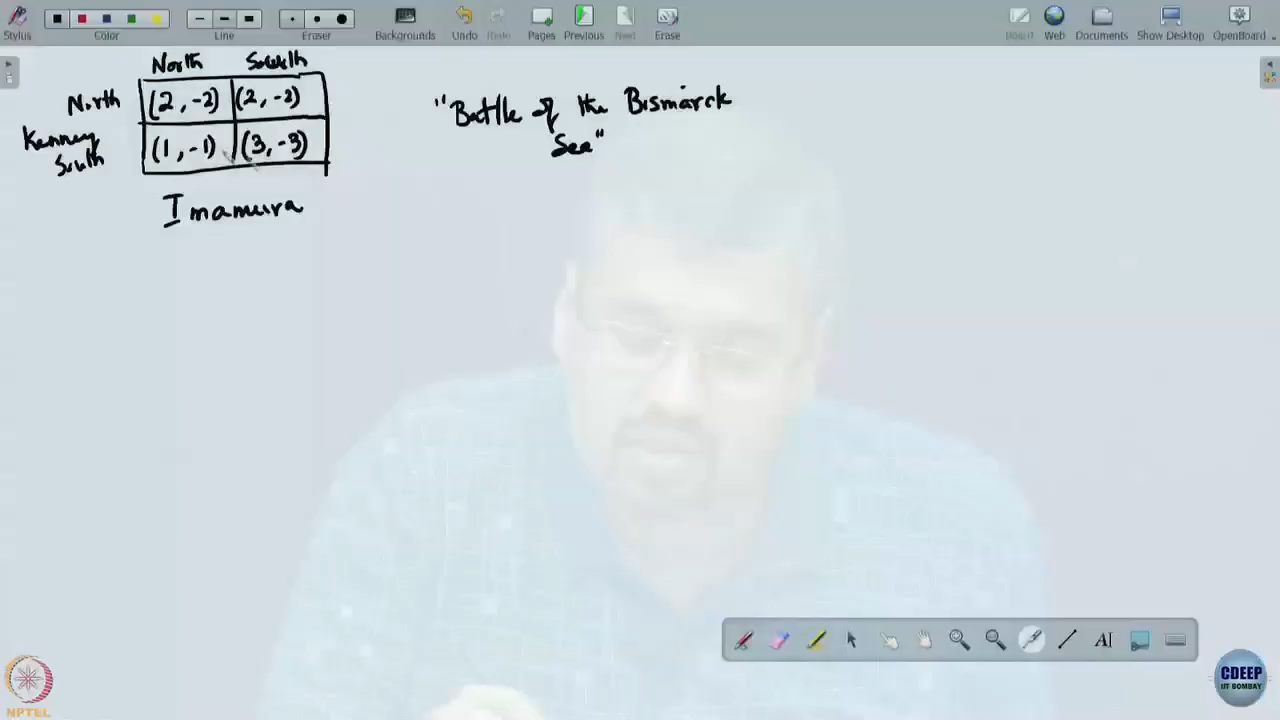 Stylus
Color
Line
Eraser
Backgrounds
Undo
Redo
Pages
Previous
Next
Erase
Board
Web
Documents
Show Desktop
OpenBoard
North South
North (2, -2) (2, -2)
Kenney
South (1, -1) (3, -3)
Imamura
"Battle of the Bismarck
Sea"
AI
NPTEL
CDEEP
IIT BOMBAY